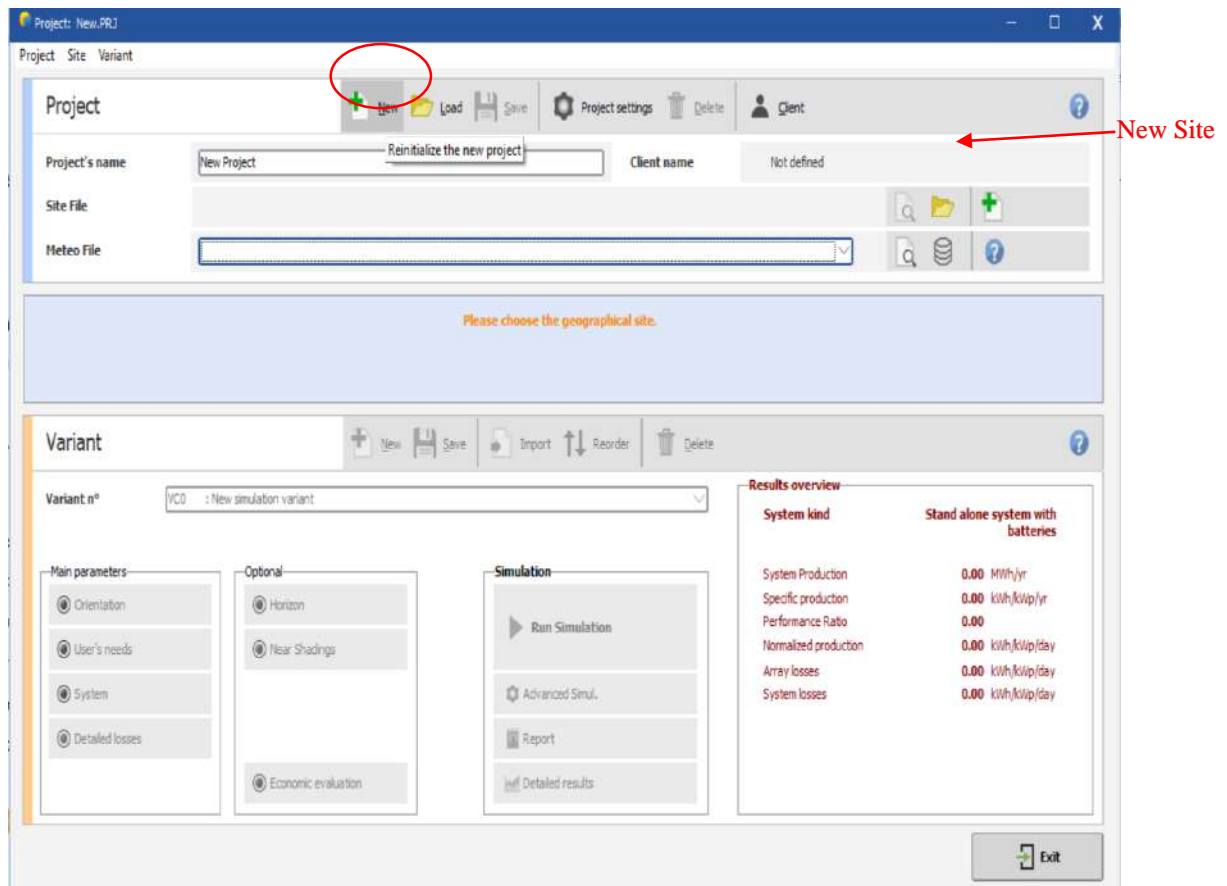 Project: New.PRJ
X
Project Site Variant
Project
New
Load
Save
Project settings
Delete
Client
?
New Site
Reinitialize the new project
Project's name
New Project
Client name
Not defined
Site File
Meteo File
?
Please choose the geographical site.
Variant
New
Save
Import
Reorder
Delete
?
Variant n°
VC0 : New simulation variant
Results overview
System kind
Stand alone system with
batteries
Main parameters
Optional
Simulation
Orientation
Horizon
System Production 0.00 MWh/yr
Specific production 0.00 kWh/kWp/yr
Run Simulation
Performance Ratio 0.00
User's needs
Near Shadings
Normalized production 0.00 kWh/kWp/day
Array losses 0.00 kWh/kWp/day
System
Advanced Simul.
System losses 0.00 kWh/kWp/day
Detailed losses
Report
Economic evaluation
Detailed results
Exit